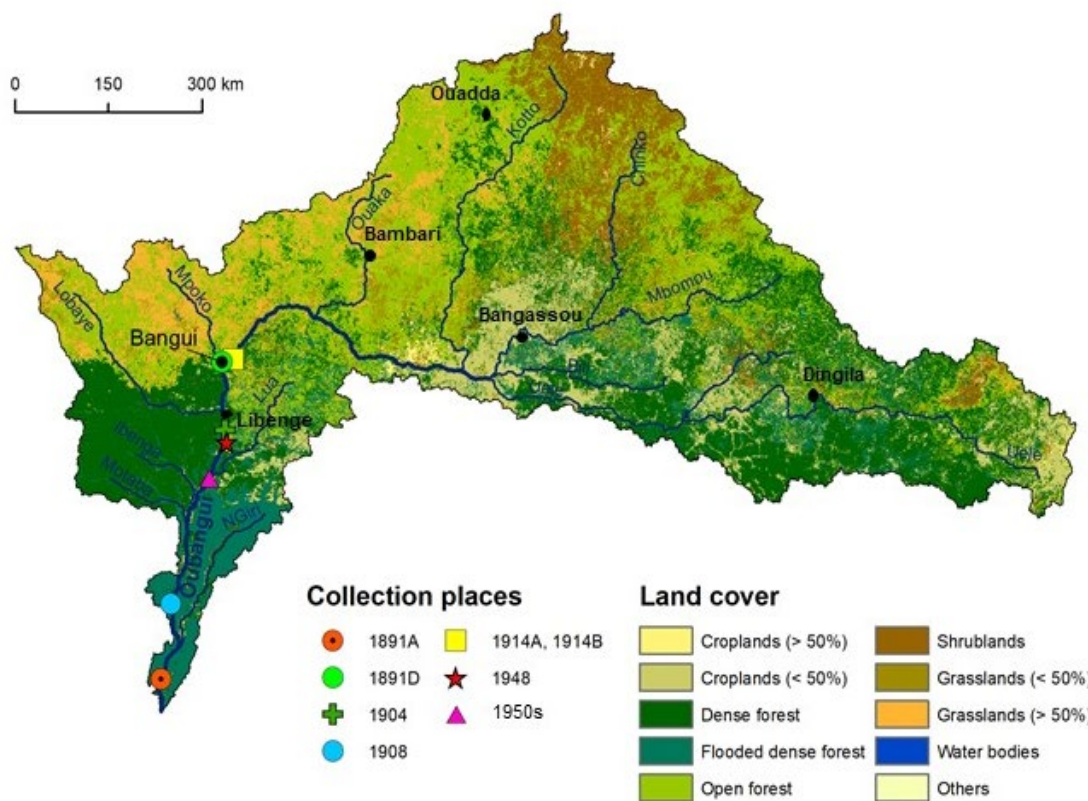 0 150 300 km
Ouadda
Kotto
Chinko
Ouaka
Bambari
Mpoko
Lobaye
Mbomou
Bangassou
Bangui
Bili
Dingila
Lua
Libenge
Uele
Ibenga
Motaba
NGiri
Oubangui
Collection places
1891A
1914A, 1914B
1891D
1948
1904
1950s
1908
Land cover
Croplands (> 50%)
Shrublands
Croplands (< 50%)
Grasslands (< 50%)
Dense forest
Grasslands (> 50%)
Flooded dense forest
Water bodies
Open forest
Others